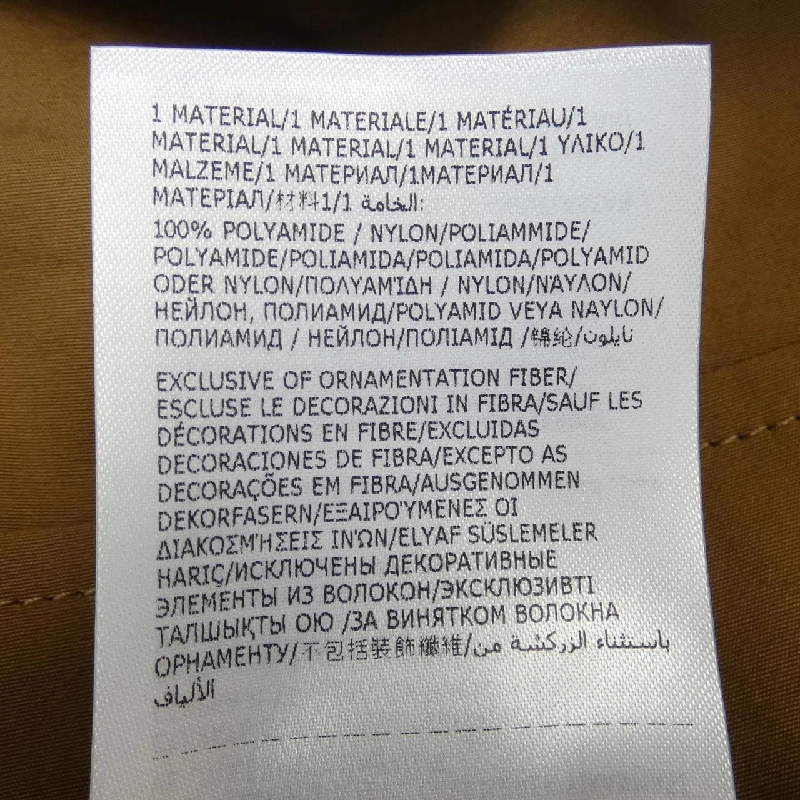 1 MATERIAL/1 MATERIALE/1 MATÉRIAU/1
MATERIAL/1 MATERIAL/1 MATERIAL/1 ΥΛΙΚΟ/1
MALZEME/1 МАТЕРИАЛ/1МАТЕРИАЛ/1
МАТЕРІАЛ/材料1/1 الخامة:
100% POLYAMIDE / NYLON/POLIAMMIDE/
POLYAMIDE/POLIAMIDA/POLIAMIDA/POLYAMID
ODER NYLON/ΠΟΛΥΑΜΊΔΗ / NYLON/ΝΆΥΛΟΝ/
НЕЙЛОН, ПОЛИАМИД/POLYAMID VEYA NAYLON/
ПОЛИАМИД / НЕЙЛОН/ПОЛІАМІД /锦纶/نايلون
EXCLUSIVE OF ORNAMENTATION FIBER/
ESCLUSE LE DECORAZIONI IN FIBRA/SAUF LES
DÉCORATIONS EN FIBRE/EXCLUIDAS
DECORACIONES DE FIBRA/EXCEPTO AS
DECORAÇÕES EM FIBRA/AUSGENOMMEN
DEKORFASERN/ΕΞΑΙΡΟΎΜΕΝΕΣ ΟΙ
ΔΙΑΚΟΣΜΉΣΕΙΣ ΙΝΏΝ/ELYAF SÜSLEMELER
HARIÇ/ИСКЛЮЧЕНЫ ДЕКОРАТИВНЫЕ
ЭЛЕМЕНТЫ ИЗ ВОЛОКОН/ЭКСКЛЮЗИВТІ
ТАЛШЫҚТЫ ОЮ /ЗА ВИНЯТКОМ ВОЛОКНА
ОРНАМЕНТУ/不包括裝飾纖維/باستثناء الزركشة من
الألياف